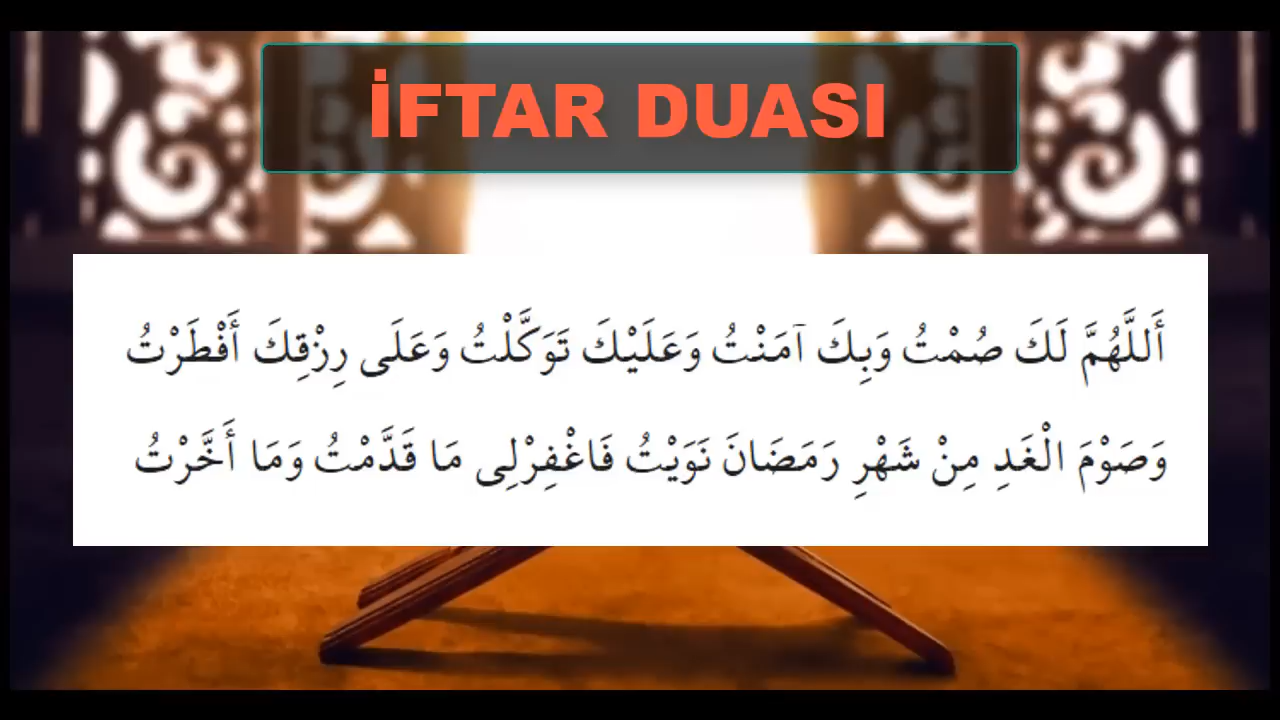 İFTAR DUASI
أَللَّهُمَّ لَكَ صُمْتُ وَبِكَ آمَنْتُ وَعَلَيْكَ تَوَكَّلْتُ وَعَلَى رِزْقِكَ أَفْطَرْتُ
وَصَوْمَ الْغَدِ مِنْ شَهْرِ رَمَضَانَ نَوَيْتُ فَاغْفِرْلِى مَا قَدَّمْتُ وَمَا أَخَّرْتُ